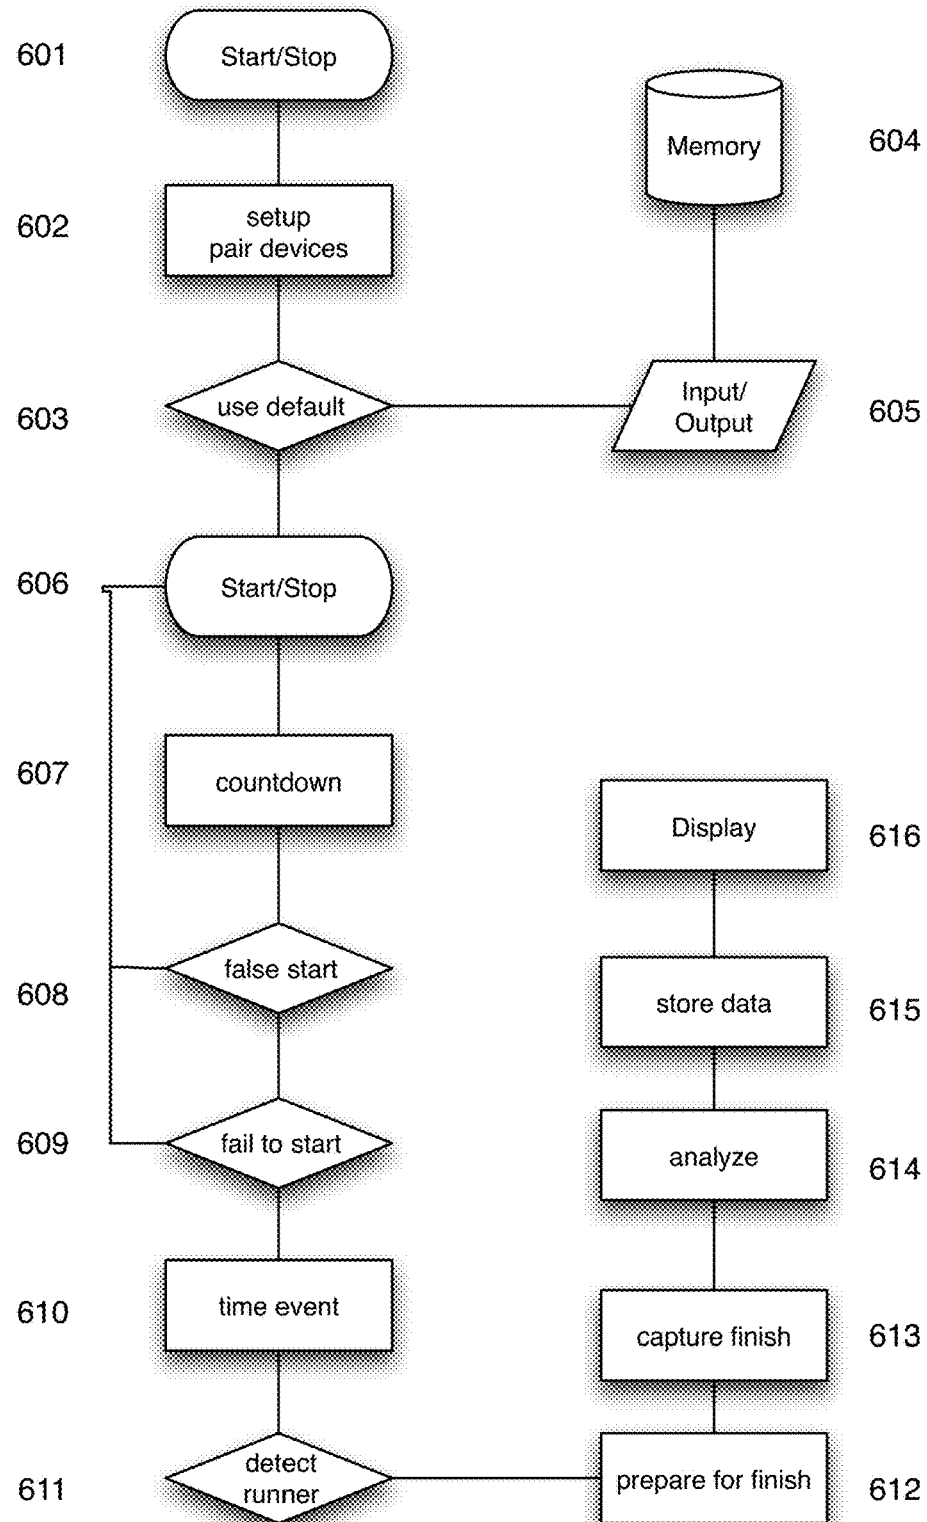 601
Start/Stop
602
setup
pair devices
603
use default
Memory
604
Input/
Output
605
606
Start/Stop
607
countdown
608
false start
609
fail to start
610
time event
611
detect
runner
prepare for finish
612
capture finish
613
analyze
614
store data
615
Display
616